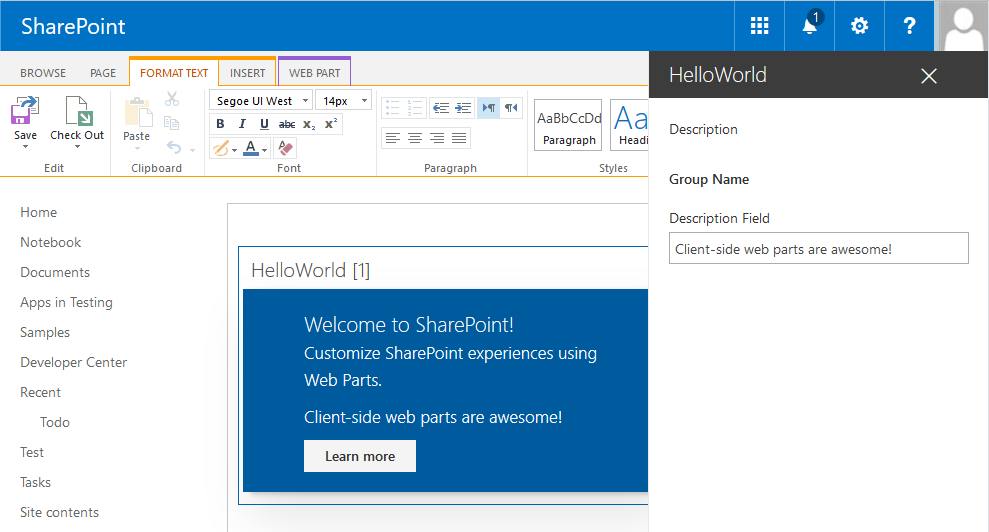 SharePoint
1
?
HelloWorld
BROWSE PAGE FORMAT TEXT INSERT WEB PART
Save
Check Out
Edit
Paste
Clipboard
Segoe UI West 14px
B I U abc x₂ x²
A
Font
Paragraph
AaBbCcDd
Paragraph
Aa
Headi
Styles
Description
Group Name
Description Field
Client-side web parts are awesome!
Home
Notebook
Documents
Apps in Testing
Samples
Developer Center
Recent
Todo
Test
Tasks
Site contents
HelloWorld [1]
Welcome to SharePoint!
Customize SharePoint experiences using
Web Parts.
Client-side web parts are awesome!
Learn more